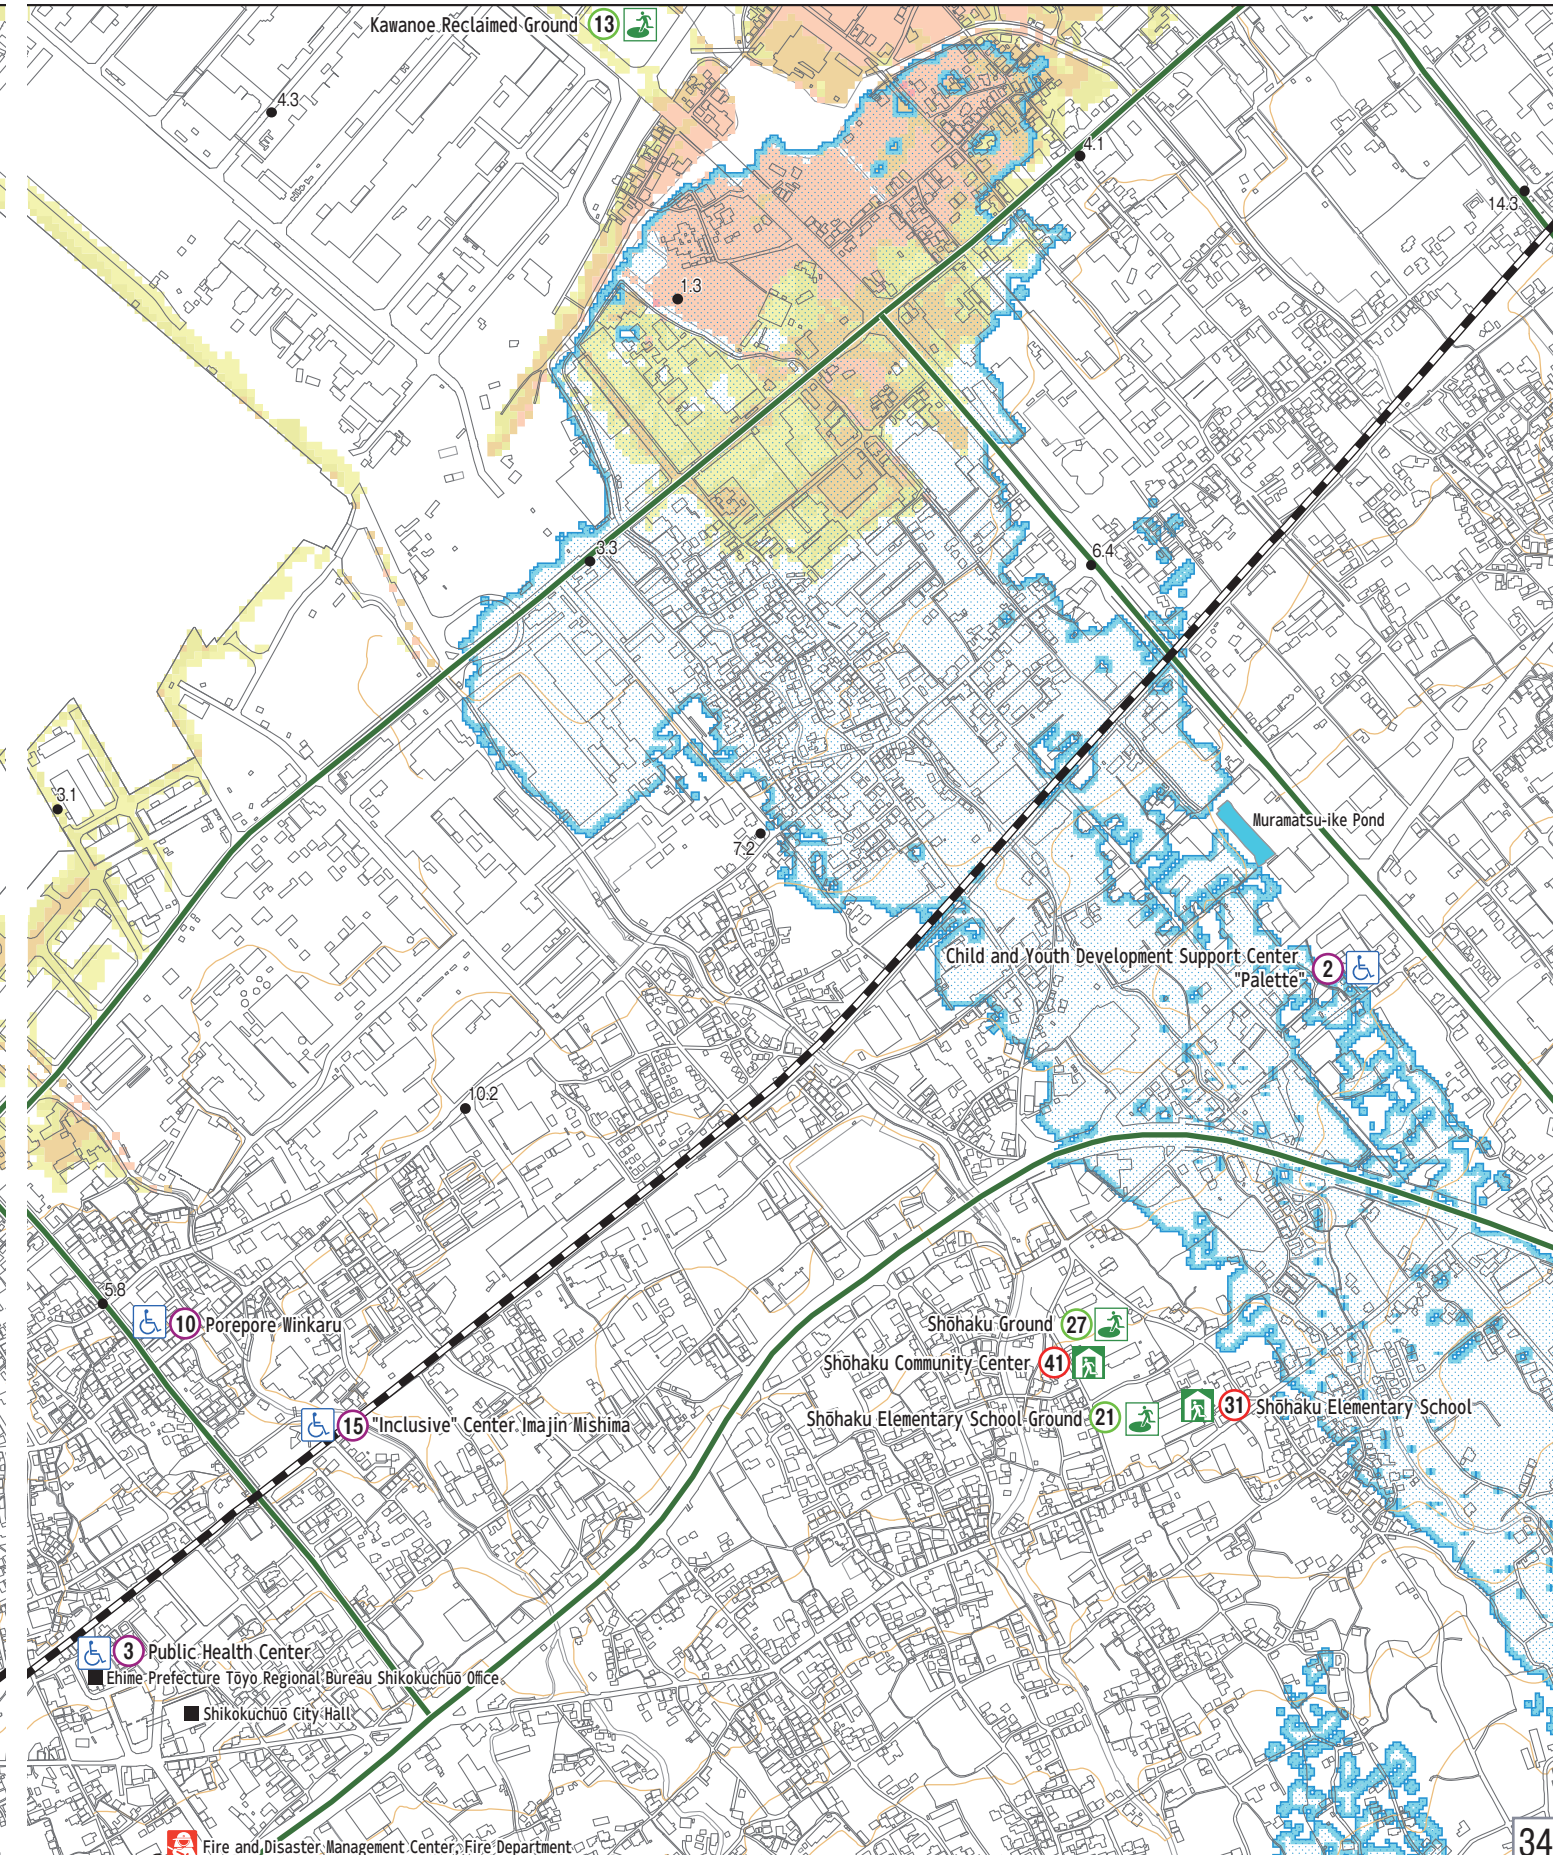 Kawanoe Reclaimed Ground 13
4.3
4.1
14.3
1.3
3.3
6.4
3.1
7.2
Muramatsu-ike Pond
Child and Youth Development Support Center
"Palette" 2
10.2
5.8
10 Porepore Winkaru
Shōhaku Ground 27
Shōhaku Community Center 41
Shōhaku Elementary School Ground 21
31 Shōhaku Elementary School
15 "Inclusive" Center Imajin Mishima
3 Public Health Center
Ehime Prefecture Tōyo Regional Bureau Shikokuchūō Office
Shikokuchūō City Hall
Fire and Disaster Management Center, Fire Department
34